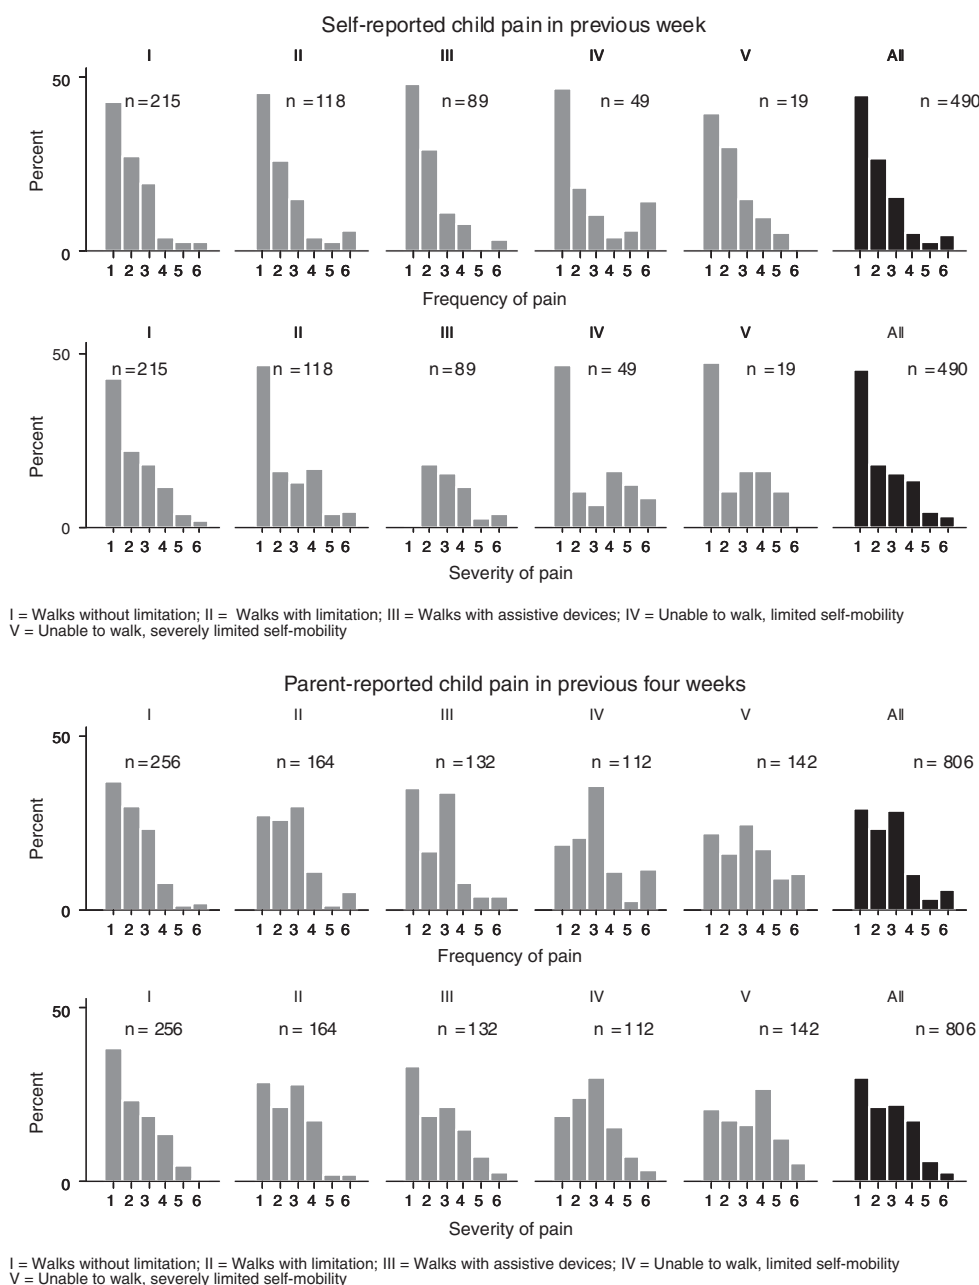 Self-reported child pain in previous week
I II III IV V All
50 n=215 n =118 n=89 n= 49 n =19 n =490
Percent
0
1 2 3 4 5 6 1 2 3 4 5 6 1 2 3 4 5 6 1 2 3 4 5 6 1 2 3 4 5 6 1 2 3 4 5 6
Frequency of pain
I II III IV V All
50 n=215 n =118 n=89 n= 49 n =19 n =490
Percent
0
1 2 3 4 5 6 1 2 3 4 5 6 1 2 3 4 5 6 1 2 3 4 5 6 1 2 3 4 5 6 1 2 3 4 5 6
Severity of pain
I = Walks without limitation; II = Walks with limitation; III = Walks with assistive devices; IV = Unable to walk, limited self-mobility
V = Unable to walk, severely limited self-mobility
Parent-reported child pain in previous four weeks
I II III IV V All
50 n=256 n= 164 n =132 n =112 n= 142 n= 806
Percent
0
1 2 3 4 5 6 1 2 3 4 5 6 1 2 3 4 5 6 1 2 3 4 5 6 1 2 3 4 5 6 1 2 3 4 5 6
Frequency of pain
I II III IV V All
50 n= 256 n= 164 n =132 n =112 n= 142 n= 806
Percent
0
1 2 3 4 5 6 1 2 3 4 5 6 1 2 3 4 5 6 1 2 3 4 5 6 1 2 3 4 5 6 1 2 3 4 5 6
Severity of pain
I = Walks without limitation; II = Walks with limitation; III = Walks with assistive devices; IV = Unable to walk, limited self-mobility
V = Unable to walk, severely limited self-mobility